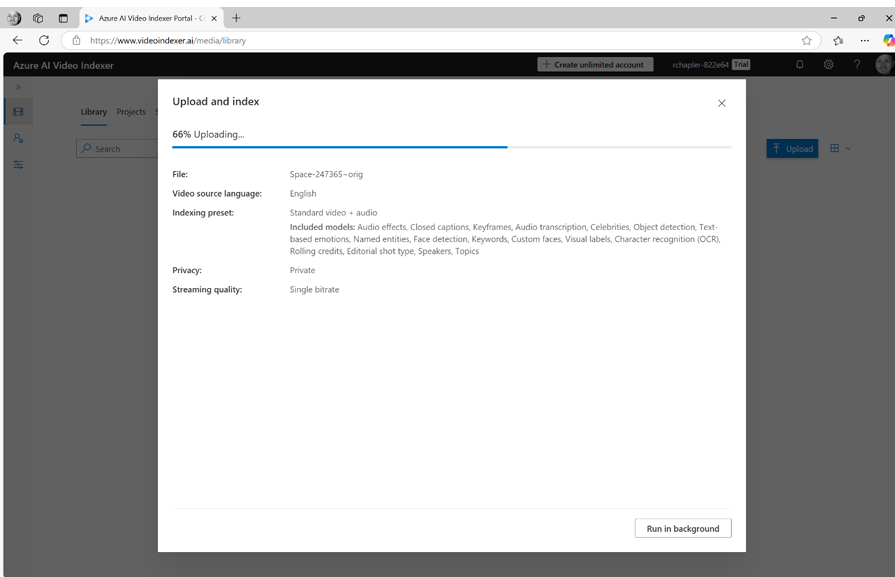 Azure AI Video Indexer Portal - C
https://www.videoindexer.ai/media/library
Azure AI Video Indexer
Create unlimited account
rchapler-822e64 Trial
Library Projects
Search
Upload
Upload and index
66% Uploading...
File: Space-247365~orig
Video source language: English
Indexing preset: Standard video + audio
Included models: Audio effects, Closed captions, Keyframes, Audio transcription, Celebrities, Object detection, Text-
based emotions, Named entities, Face detection, Keywords, Custom faces, Visual labels, Character recognition (OCR),
Rolling credits, Editorial shot type, Speakers, Topics
Privacy: Private
Streaming quality: Single bitrate
Run in background